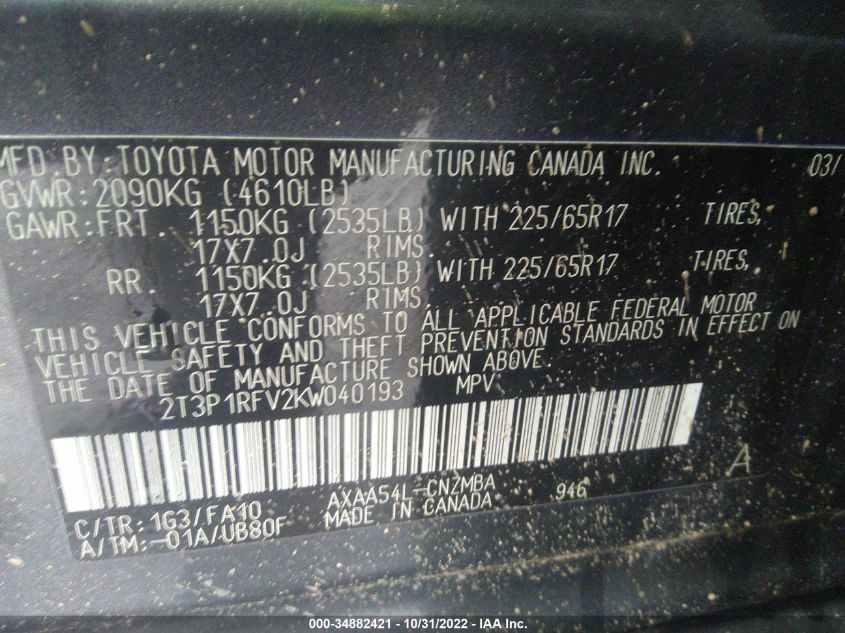 MFD.BY:TOYOTA MOTOR MANUFACTURING CANADA INC. 03/
GVWR:2090KG (4610LB)
GAWR:FRT. 1150KG (2535LB) WITH 225/65R17 TIRES,
17X7.0J RIMS.
RR. 1150KG (2535LB) WITH 225/65R17 TIRES,
17X7.0J RIMS
THIS VEHICLE CONFORMS TO ALL APPLICABLE FEDERAL MOTOR
VEHICLE SAFETY AND THEFT PREVENTION STANDARDS IN EFFECT ON
THE DATE OF MANUFACTURE SHOWN ABOVE.
2T3P1RFV2KW040193 MPV
A
C/TR:1G3/FA10 AXAA54L-CNZMBA 946
A/TM:-01A/UB80F MADE IN CANADA
000-34882421 - 10/31/2022 - IAA Inc.